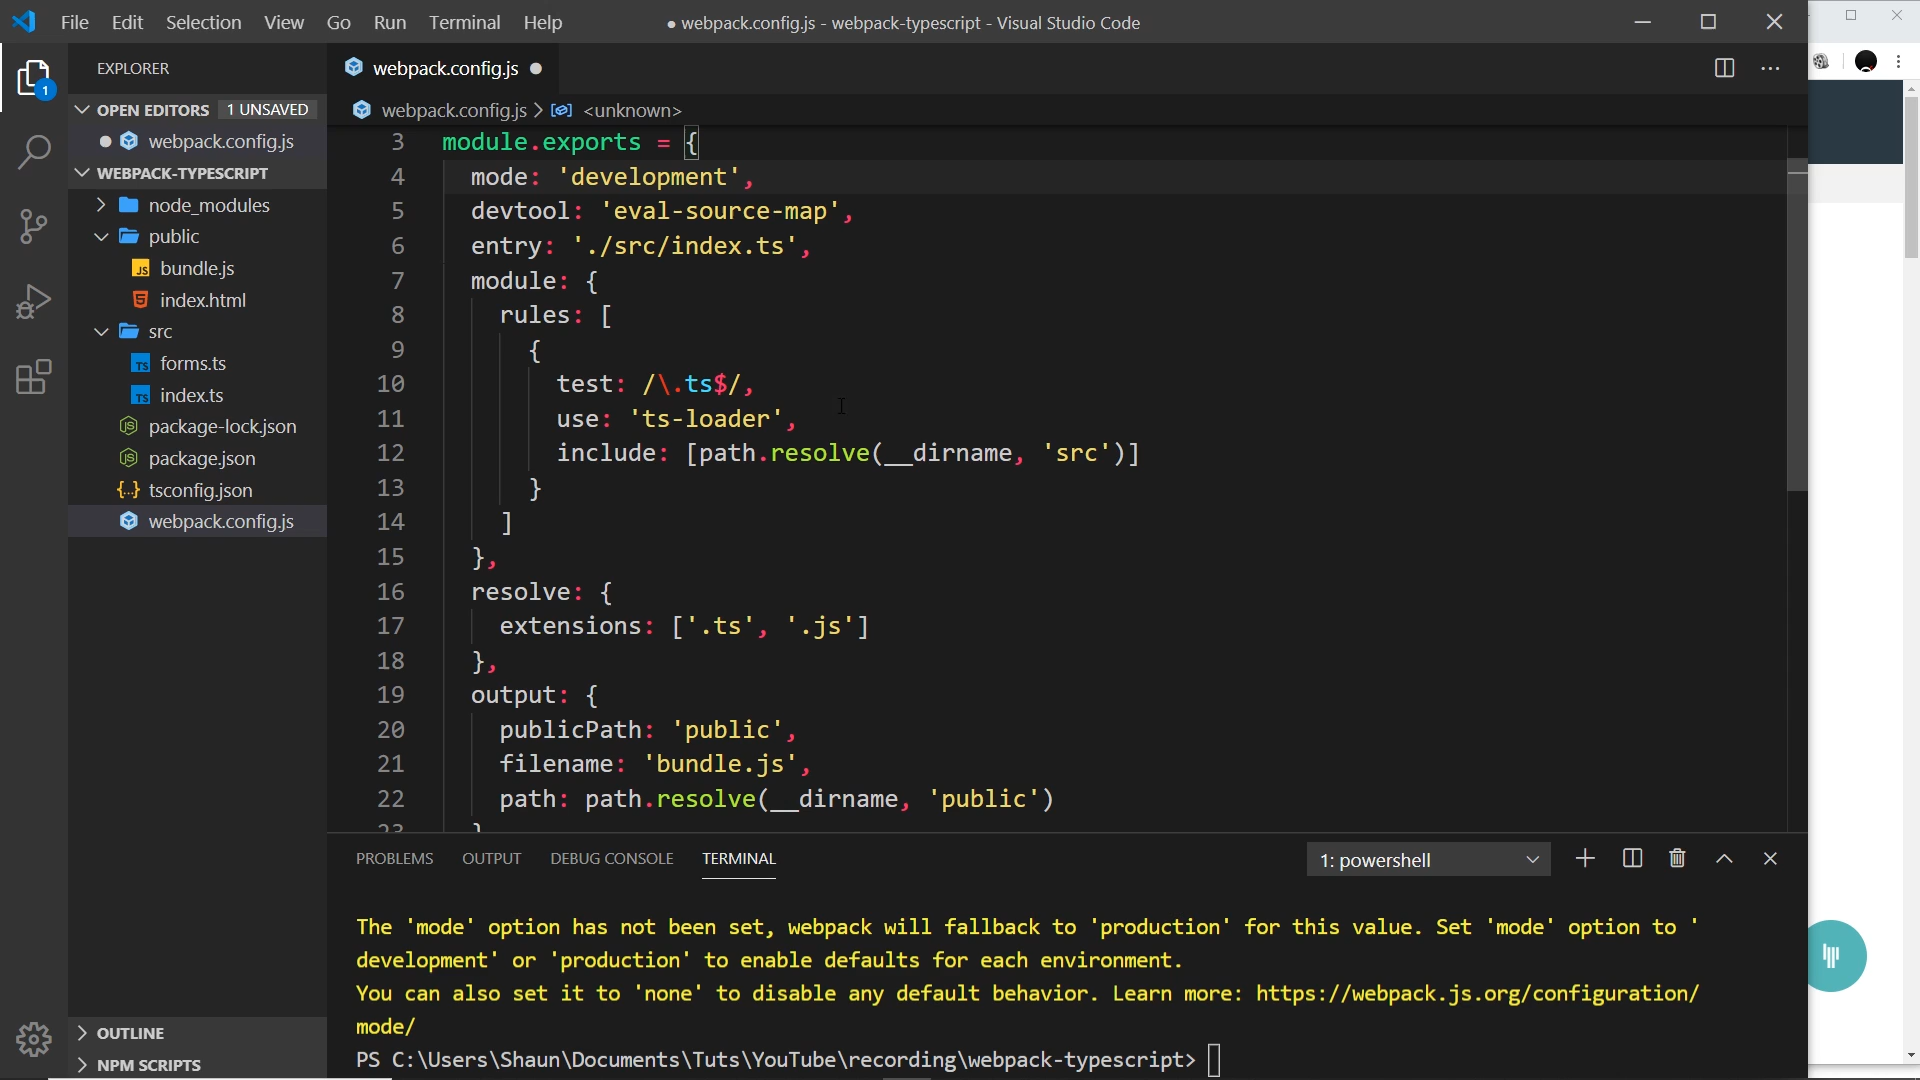 File Edit Selection View Go Run Terminal Help
● webpack.config.js - webpack-typescript - Visual Studio Code
EXPLORER
OPEN EDITORS 1 UNSAVED
webpack.config.js
WEBPACK-TYPESCRIPT
node_modules
public
JS bundle.js
index.html
src
TS forms.ts
TS index.ts
package-lock.json
package.json
{...} tsconfig.json
webpack.config.js
OUTLINE
NPM SCRIPTS
1
webpack.config.js ●
webpack.config.js > <unknown>
3 module.exports = {
4 mode: 'development',
5 devtool: 'eval-source-map',
6 entry: './src/index.ts',
7 module: {
8 rules: [
9 {
10 test: /\.ts$/,
11 use: 'ts-loader',
12 include: [path.resolve(__dirname, 'src')]
13 }
14 ]
15 },
16 resolve: {
17 extensions: ['.ts', '.js']
18 },
19 output: {
20 publicPath: 'public',
21 filename: 'bundle.js',
22 path: path.resolve(__dirname, 'public')
23 }
PROBLEMS OUTPUT DEBUG CONSOLE TERMINAL
1: powershell
The 'mode' option has not been set, webpack will fallback to 'production' for this value. Set 'mode' option to '
development' or 'production' to enable defaults for each environment.
You can also set it to 'none' to disable any default behavior. Learn more: https://webpack.js.org/configuration/
mode/
PS C:\Users\Shaun\Documents\Tuts\YouTube\recording\webpack-typescript>